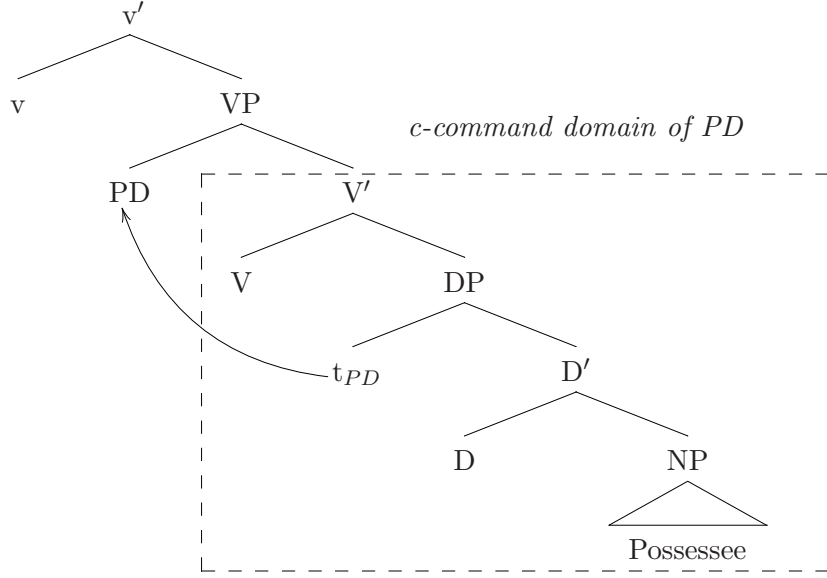 v′
v VP
c-command domain of PD
PD V′
V DP
t_PD D′
D NP
Possessee